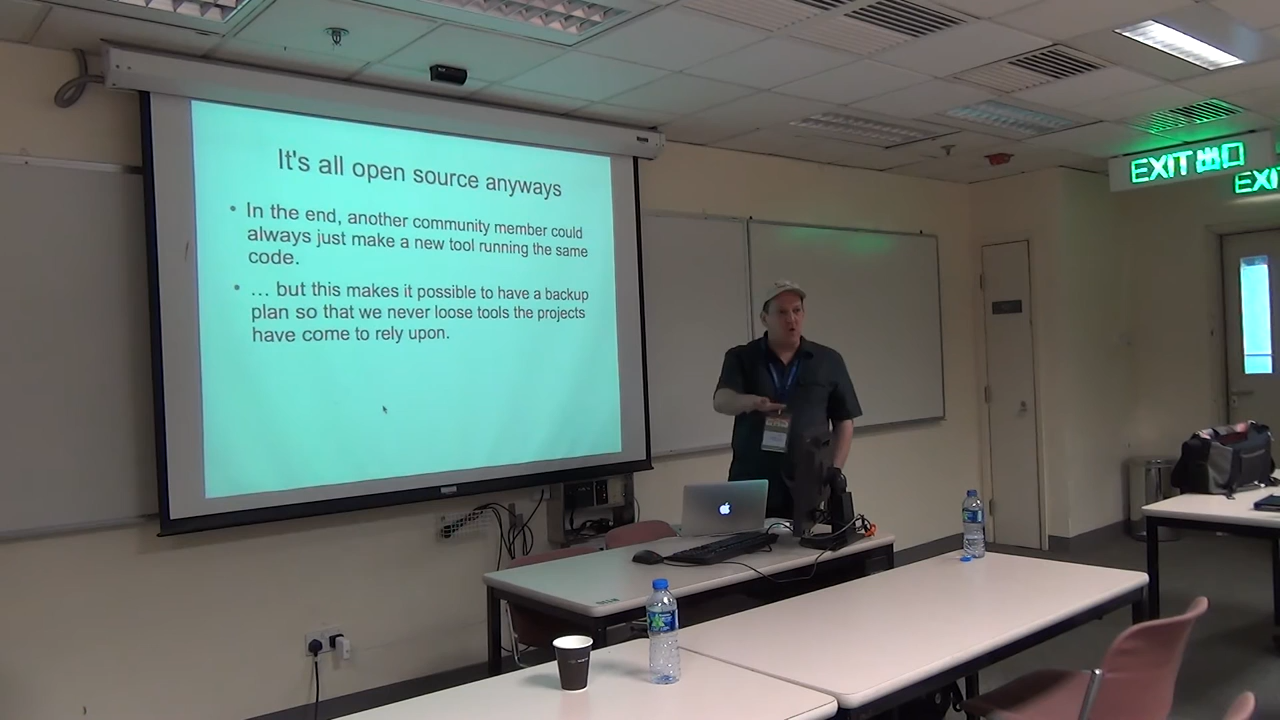 It's all open source anyways
• In the end, another community member could
always just make a new tool running the same
code.
• … but this makes it possible to have a backup
plan so that we never loose tools the projects
have come to rely upon.
EXIT 出口
EXIT